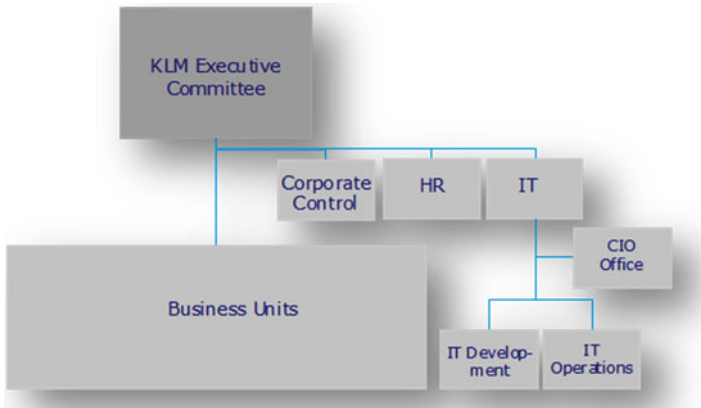 KLM Executive
Committee
Corporate
Control
HR
IT
CIO
Office
Business Units
IT Develop-
ment
IT
Operations